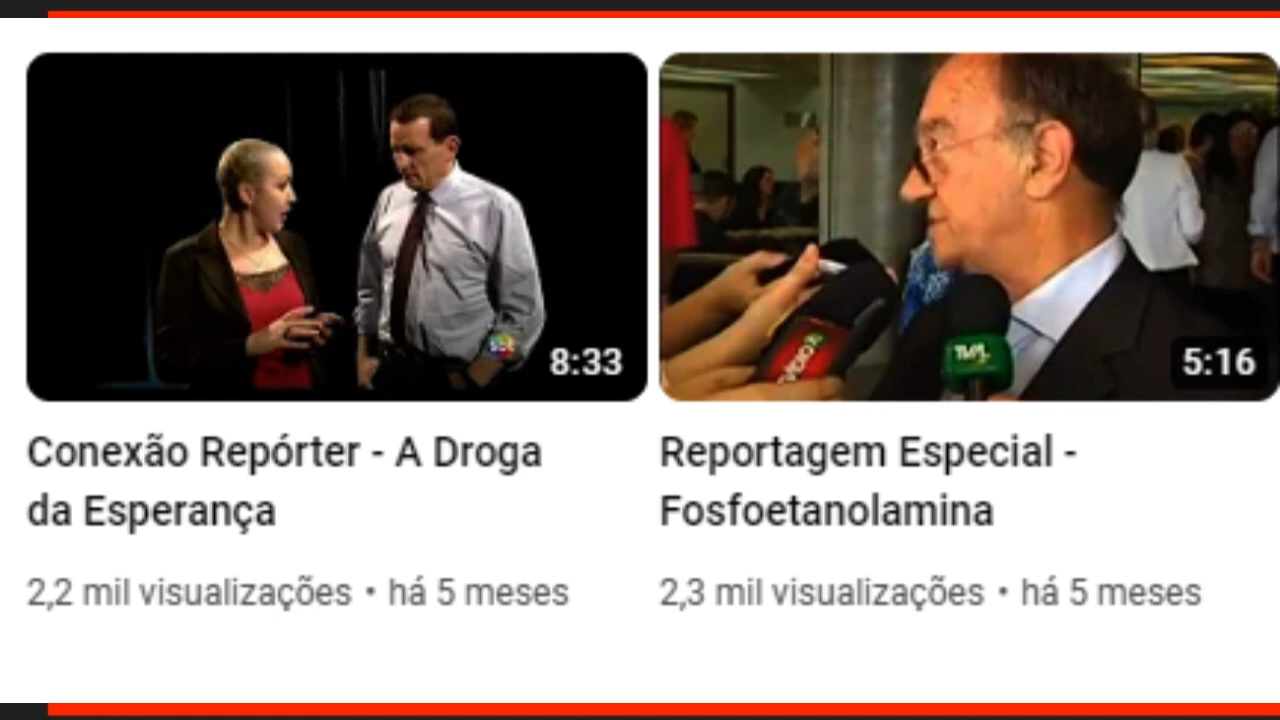 8:33
5:16
Conexão Repórter - A Droga
da Esperança
2,2 mil visualizações • há 5 meses
Reportagem Especial -
Fosfoetanolamina
2,3 mil visualizações • há 5 meses